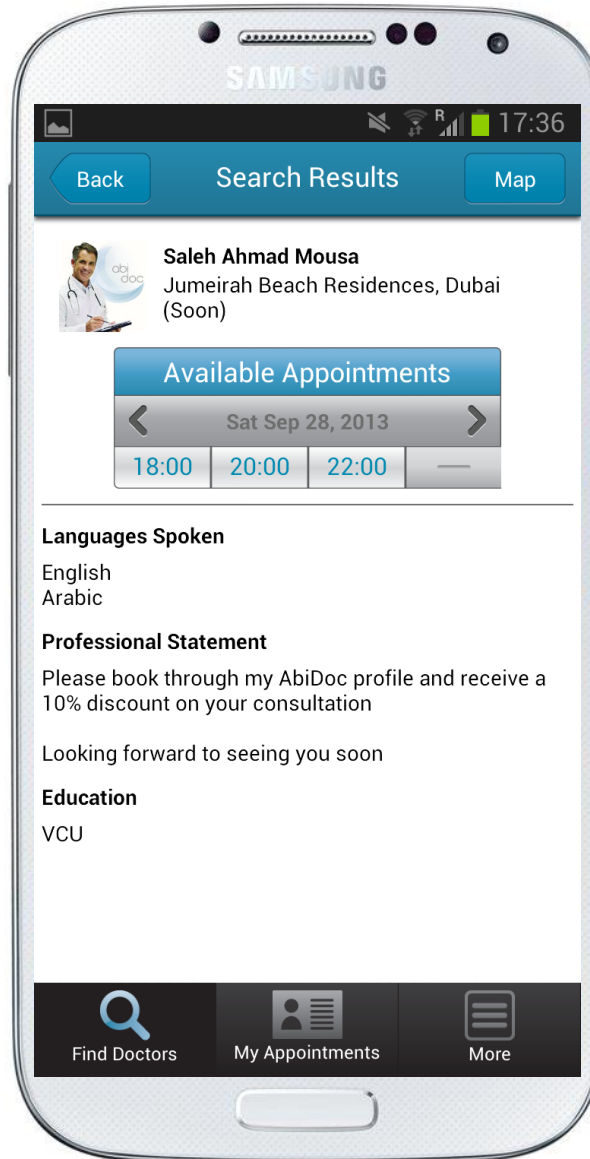 SAMSUNG
R 17:36
Back Search Results Map
abi
doc
Saleh Ahmad Mousa
Jumeirah Beach Residences, Dubai
(Soon)
Available Appointments
Sat Sep 28, 2013
18:00 20:00 22:00 —
Languages Spoken
English
Arabic
Professional Statement
Please book through my AbiDoc profile and receive a
10% discount on your consultation
Looking forward to seeing you soon
Education
VCU
Find Doctors My Appointments More